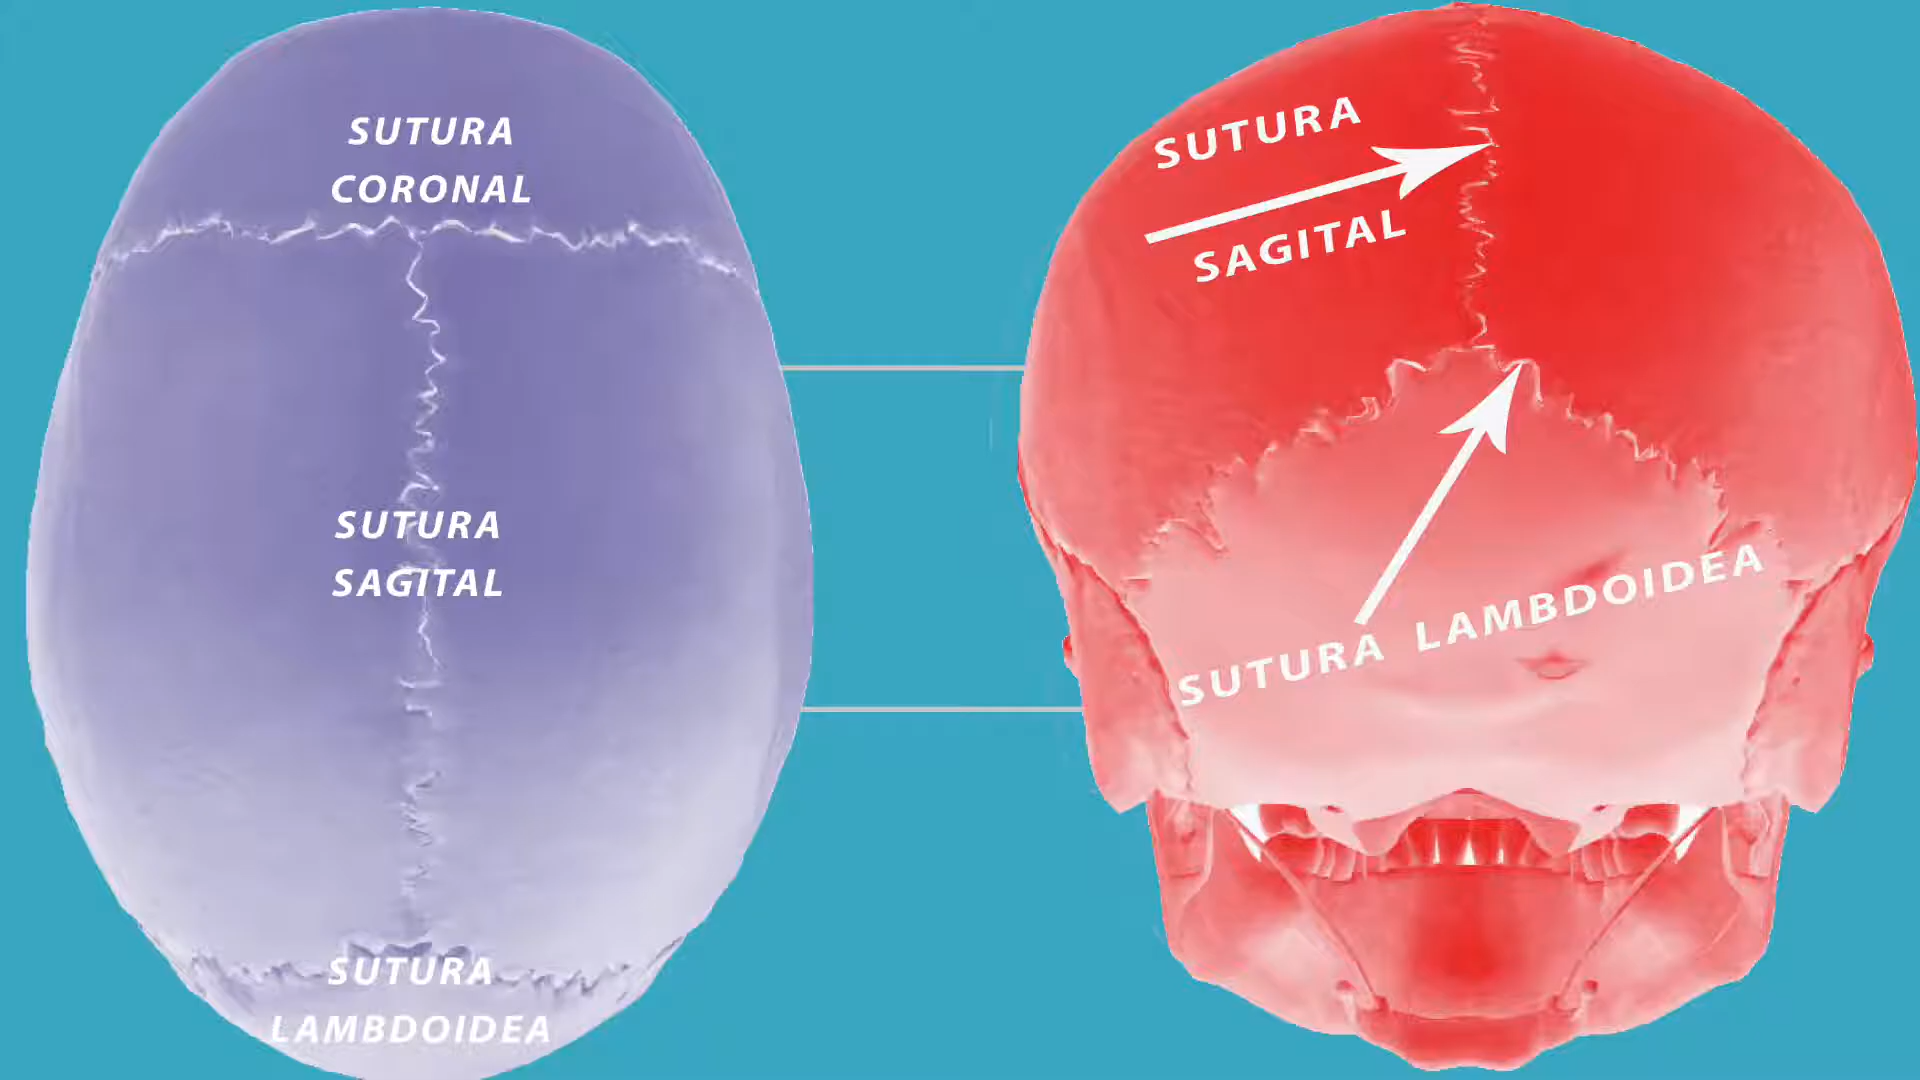 SUTURA
CORONAL
SUTURA
SAGITAL
SUTURA
LAMBDOIDEA
SUTURA
SAGITAL
SUTURA LAMBDOIDEA